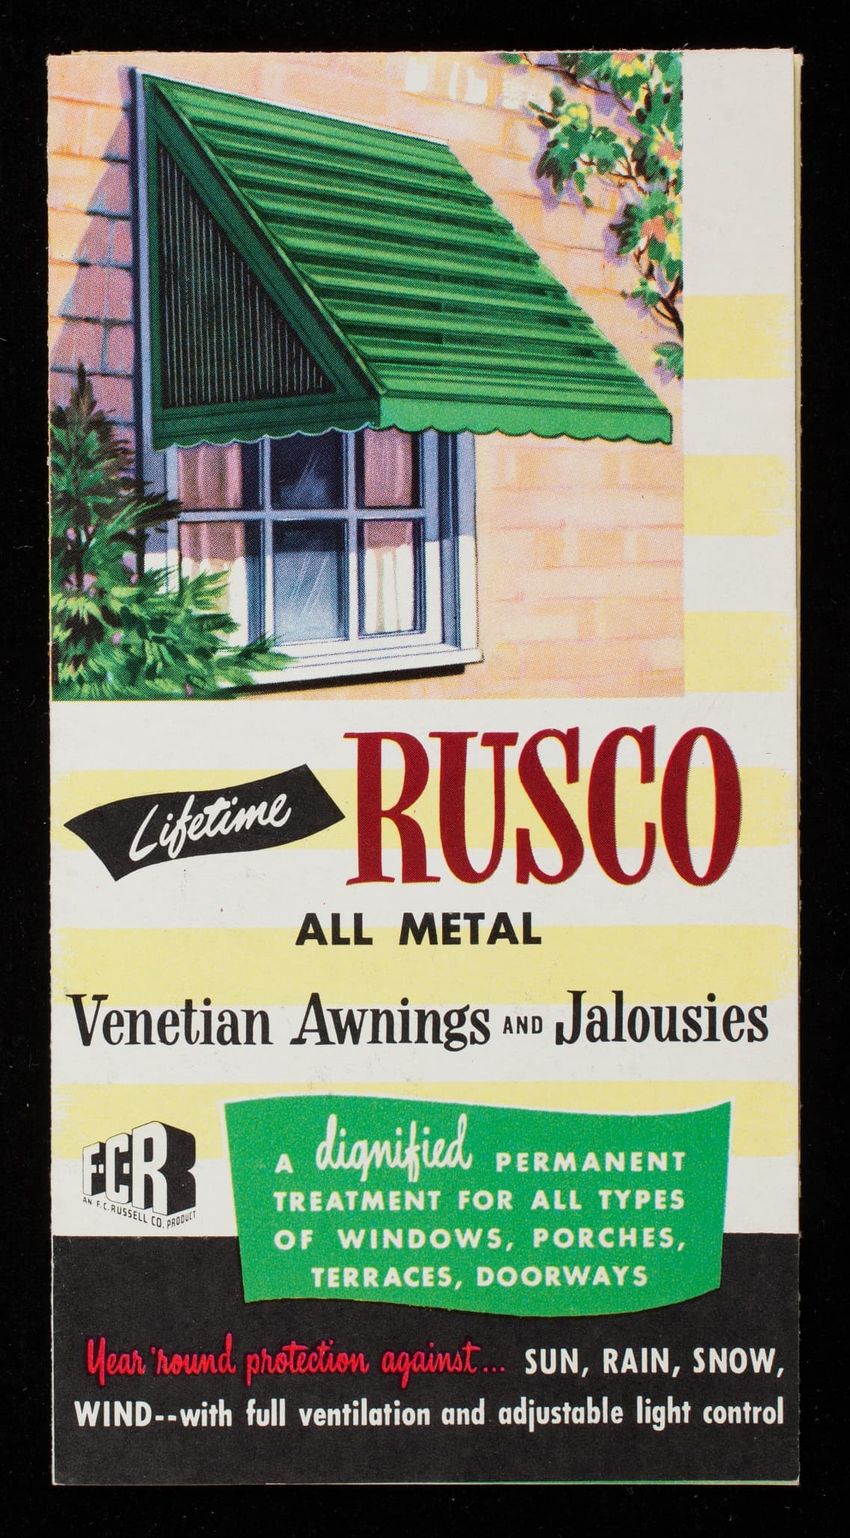 Lifetime RUSCO
ALL METAL
Venetian Awnings AND Jalousies
F.C.R
AN F.C. RUSSELL CO. PRODUCT
A dignified PERMANENT
TREATMENT FOR ALL TYPES
OF WINDOWS, PORCHES,
TERRACES, DOORWAYS
Year 'round protection against... SUN, RAIN, SNOW,
WIND--with full ventilation and adjustable light control